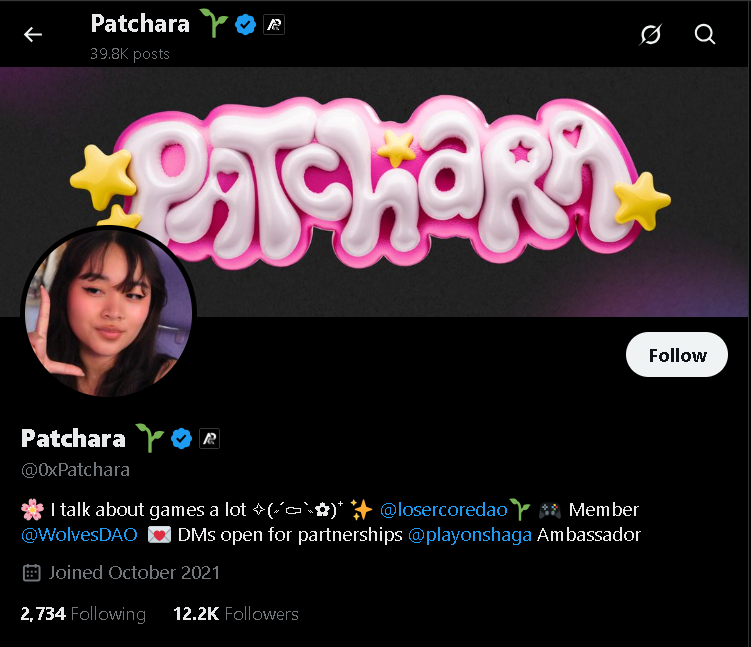 Patchara 🌱
39.8K posts
PATChaRA
Follow
Patchara 🌱
@0xPatchara
🌸 I talk about games a lot ✧(˶´⚰`˵✿)⁺ ✨ @losercoredao🌱 🎮 Member
@WolvesDAO 💌 DMs open for partnerships @playonshaga Ambassador
Joined October 2021
2,734 Following 12.2K Followers